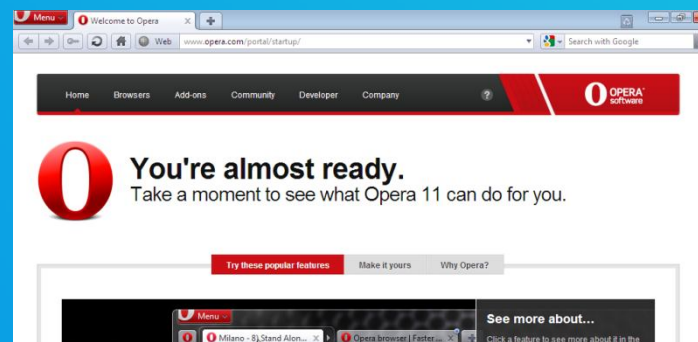 Menu
Welcome to Opera
Web www.opera.com/portal/startup/ Search with Google
Home Browsers Add-ons Community Developer Company ? OPERA software
You're almost ready.
Take a moment to see what Opera 11 can do for you.
Try these popular features Make it yours Why Opera?
Menu
Milano - 8), Stand Alon... Opera browser | Faster ...
See more about...
Click a feature to see more about it in the